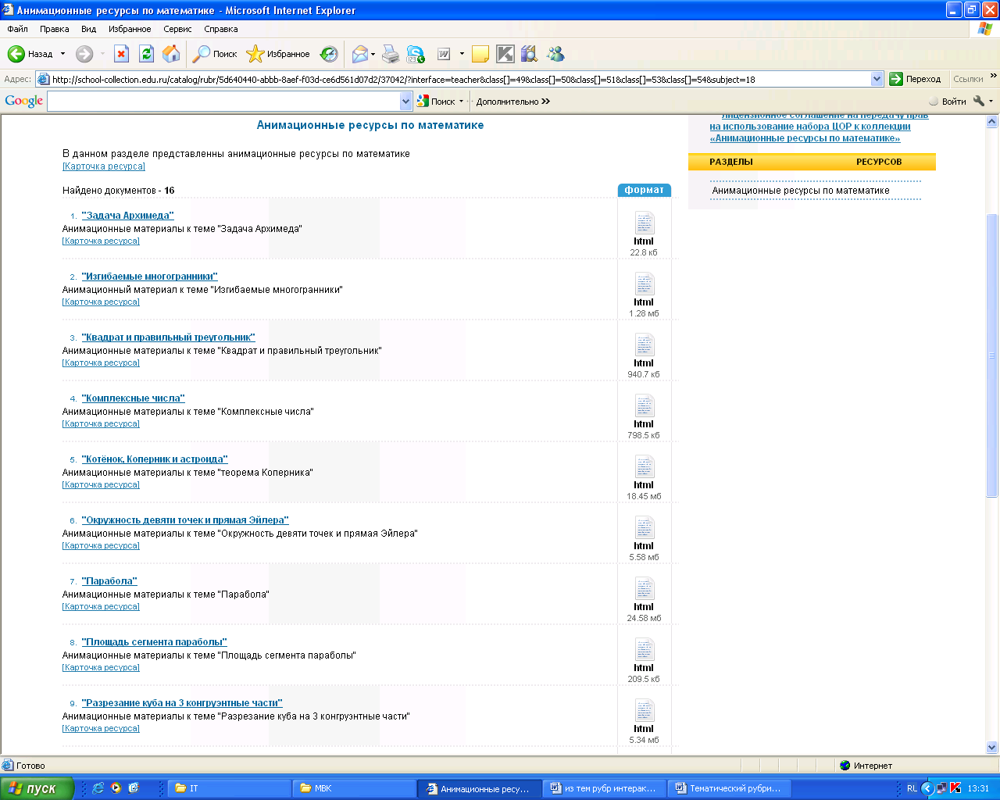 Анимационные ресурсы по математике - Microsoft Internet Explorer
Файл Правка Вид Избранное Сервис Справка
Назад Поиск Избранное
Адрес: http://school-collection.edu.ru/catalog/rubr/5d640440-abbb-8aef-f03d-ce6d561d07d2/37042/?interface=teacher&class[]=49&class[]=50&class[]=51&class[]=53&class[]=54&subject=18 Переход Ссылки »
Google Поиск Дополнительно » Войти
Анимационные ресурсы по математике
В данном разделе представленны анимационные ресурсы по математике
[Карточка ресурса]
Найдено документов - 16
формат
1. "Задача Архимеда"
Анимационные материалы к теме "Задача Архимеда"
[Карточка ресурса]
html
22.8 кб
2. "Изгибаемые многогранники"
Анимационный материал к теме "Изгибаемые многогранники"
[Карточка ресурса]
html
1.28 мб
3. "Квадрат и правильный треугольник"
Анимационные материалы к теме "Квадрат и правильный треугольник"
[Карточка ресурса]
html
940.7 кб
4. "Комплексные числа"
Анимационные материалы к теме "Комплексные числа"
[Карточка ресурса]
html
798.5 кб
5. "Котёнок, Коперник и астроида"
Анимационные материалы к теме "теорема Коперника"
[Карточка ресурса]
html
18.45 мб
6. "Окружность девяти точек и прямая Эйлера"
Анимационные материалы к теме "Окружность девяти точек и прямая Эйлера"
[Карточка ресурса]
html
5.58 мб
7. "Парабола"
Анимационные материалы к теме "Парабола"
[Карточка ресурса]
html
24.58 мб
8. "Площадь сегмента параболы"
Анимационные материалы к теме "Площадь сегмента параболы"
[Карточка ресурса]
html
209.5 кб
9. "Разрезание куба на 3 конгруэнтные части"
Анимационные материалы к теме "Разрезание куба на 3 конгруэнтные части"
[Карточка ресурса]
html
5.34 мб
Лицензионное соглашение на передачу прав
на использование набора ЦОР к коллекции
«Анимационные ресурсы по математике»
РАЗДЕЛЫ РЕСУРСОВ
Анимационные ресурсы по математике
Готово Интернет
пуск IT МВК Анимационные ресу... из тем рубр интерак... Тематический рубри... RL 13:31